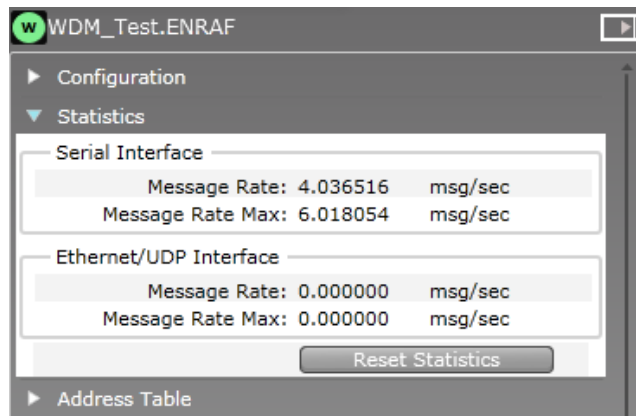 W WDM_Test.ENRAF
Configuration
Statistics
Serial Interface
Message Rate: 4.036516 msg/sec
Message Rate Max: 6.018054 msg/sec
Ethernet/UDP Interface
Message Rate: 0.000000 msg/sec
Message Rate Max: 0.000000 msg/sec
Reset Statistics
Address Table